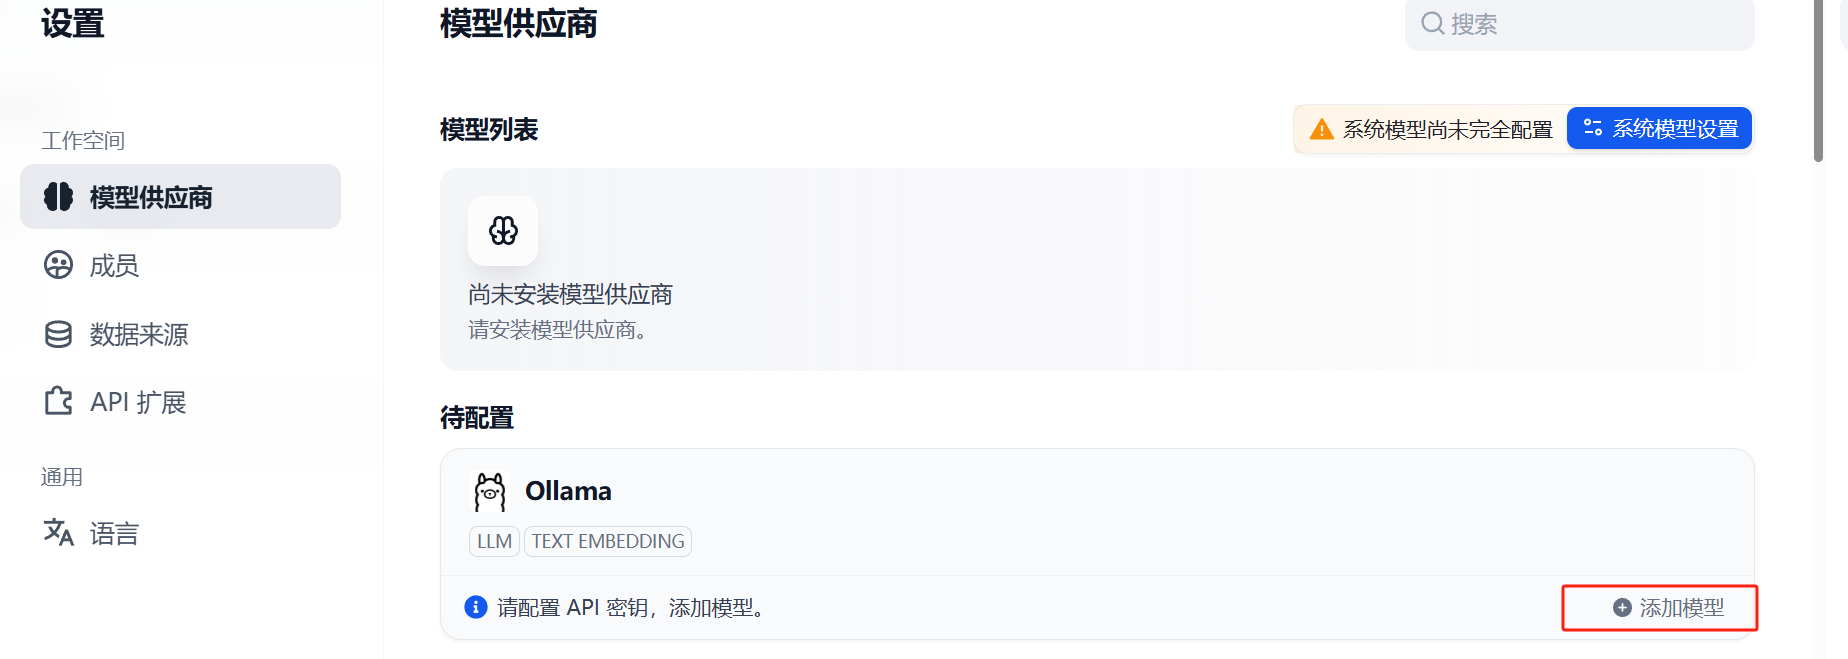 设置
工作空间
模型供应商
成员
数据来源
API 扩展
通用
语言
模型供应商
搜索
模型列表
系统模型尚未完全配置
系统模型设置
尚未安装模型供应商
请安装模型供应商。
待配置
Ollama
LLM TEXT EMBEDDING
请配置 API 密钥，添加模型。
添加模型